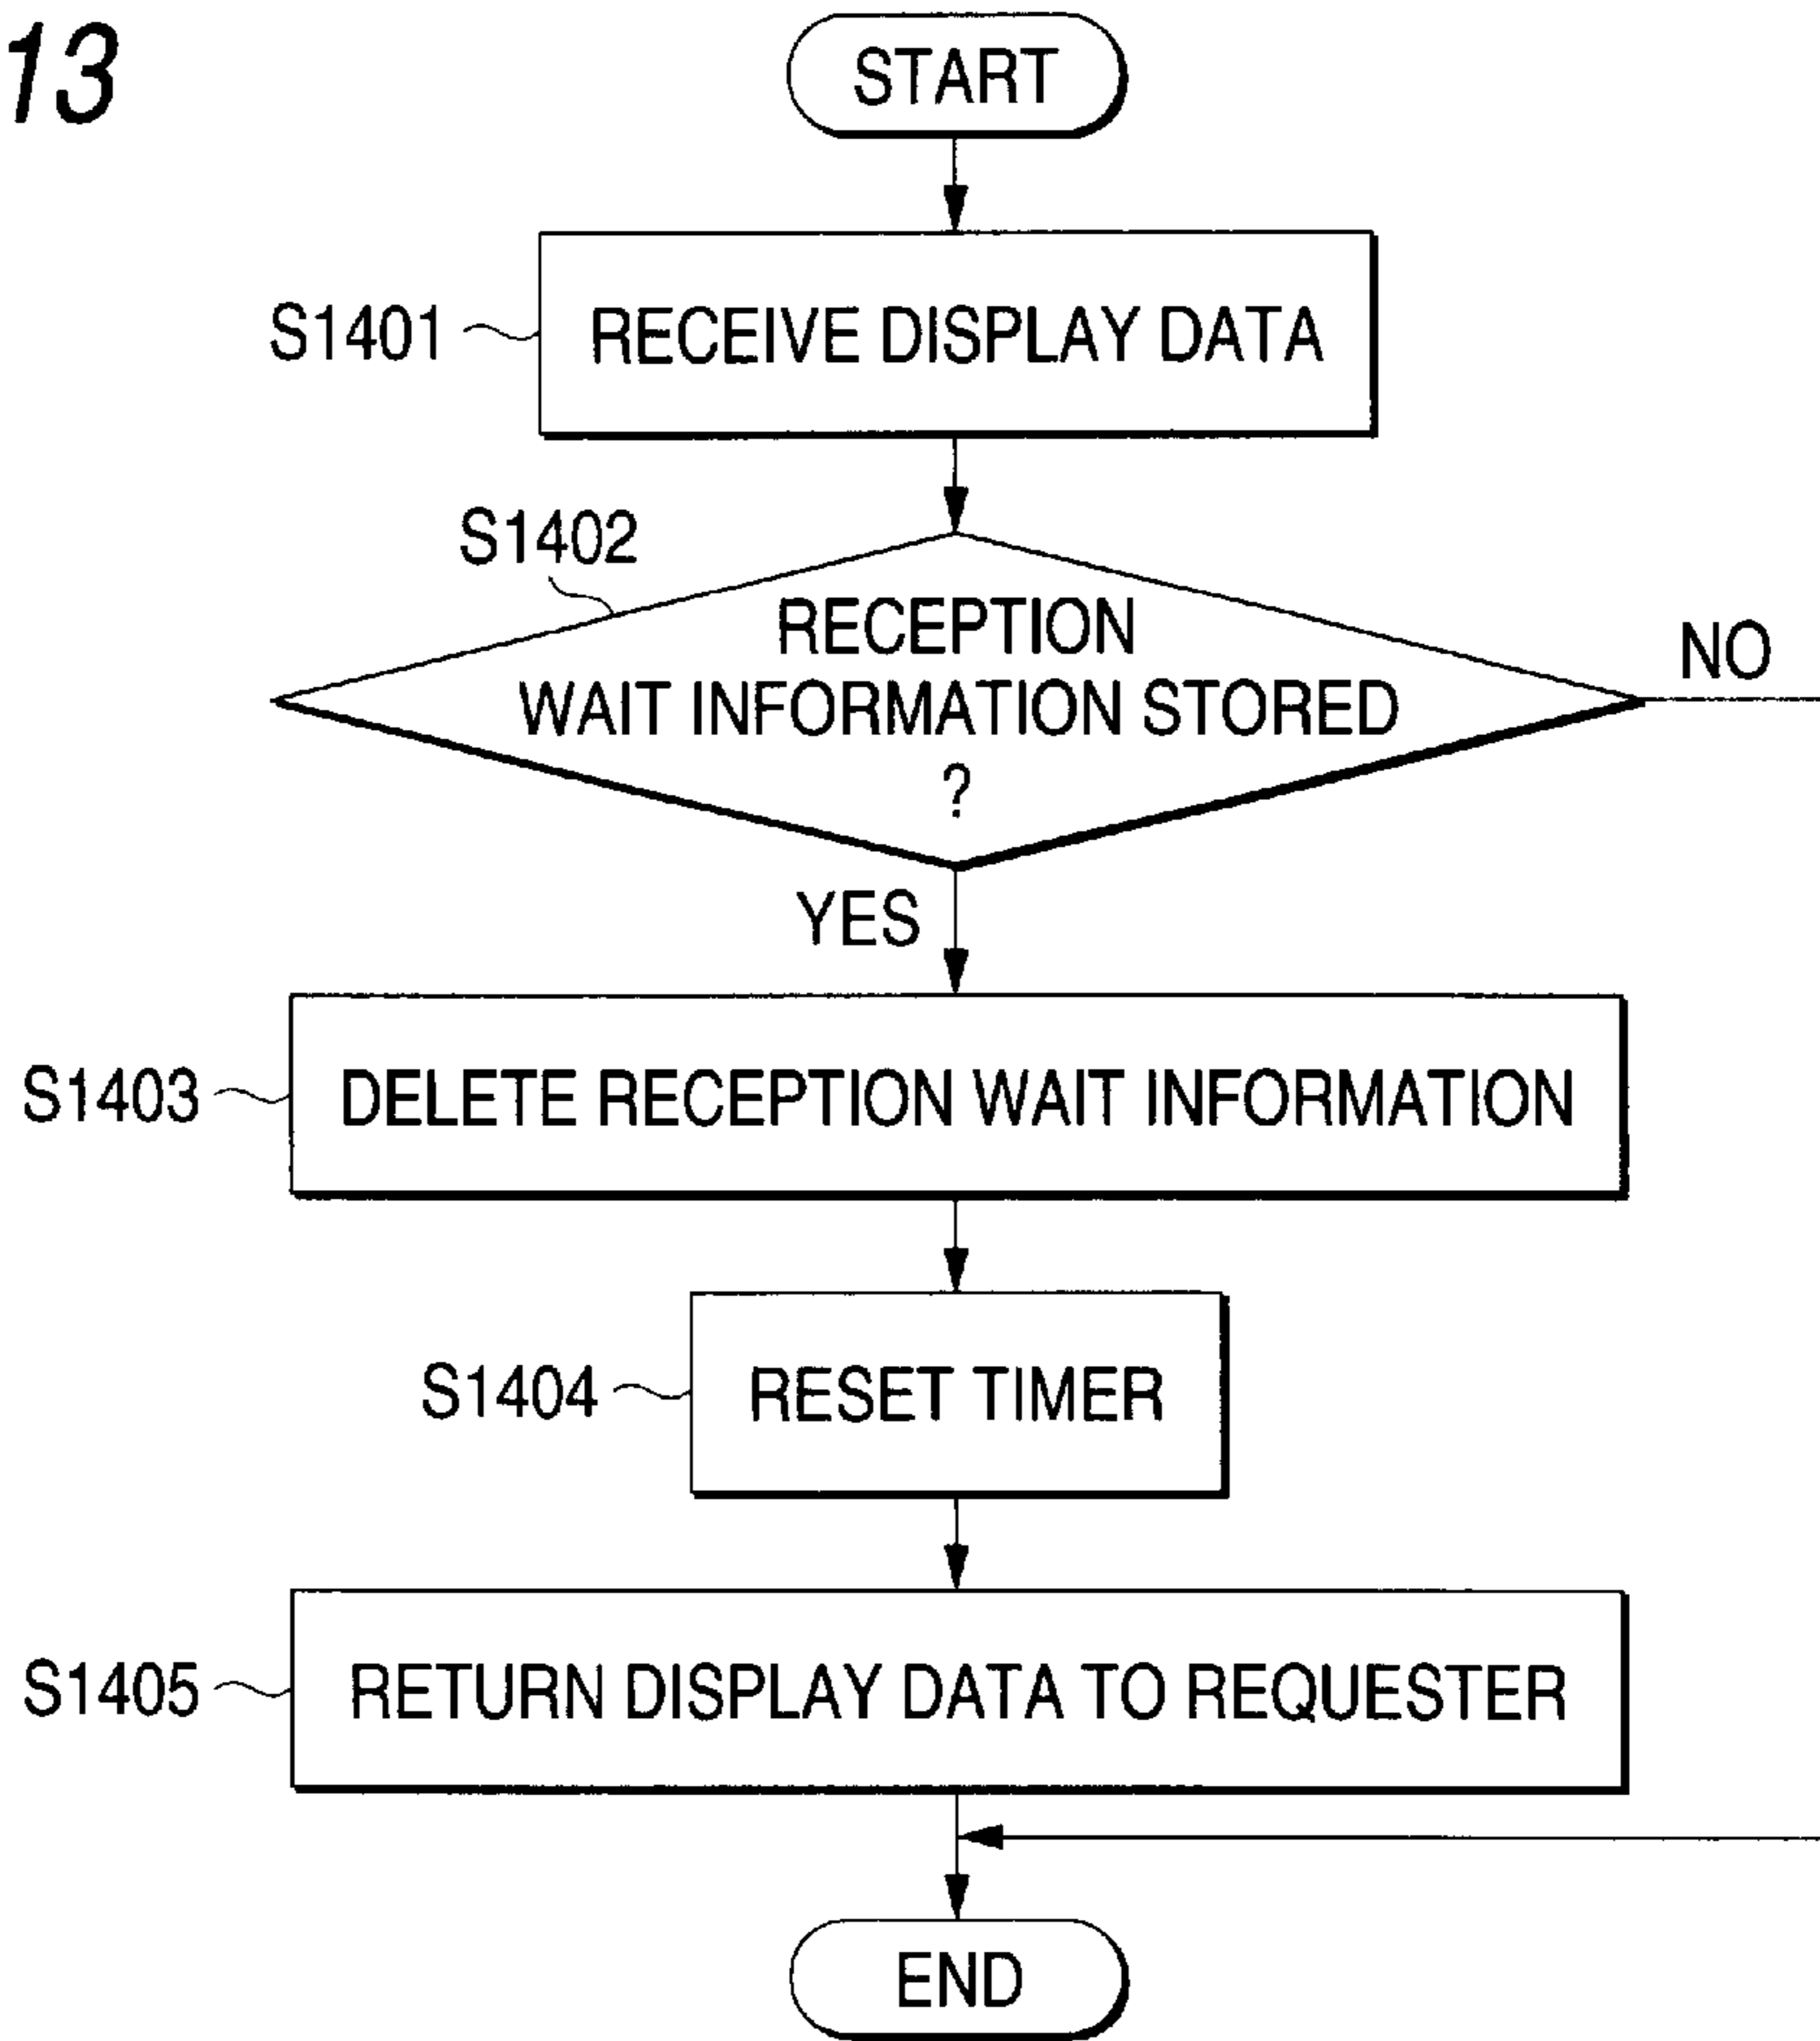 13
START
S1401
RECEIVE DISPLAY DATA
S1402
RECEPTION
WAIT INFORMATION STORED
?
NO
YES
S1403
DELETE RECEPTION WAIT INFORMATION
S1404
RESET TIMER
S1405
RETURN DISPLAY DATA TO REQUESTER
END